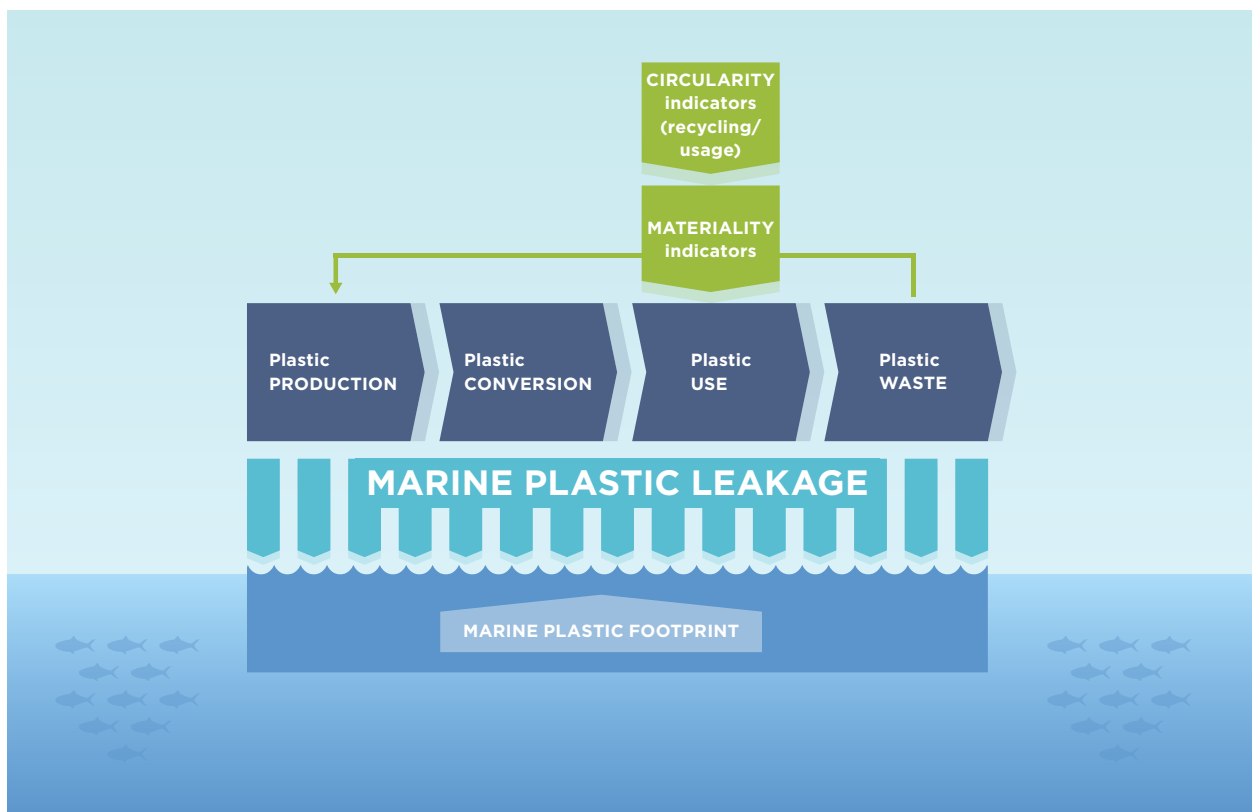 CIRCULARITY
indicators
(recycling/
usage)
MATERIALITY
indicators
Plastic
PRODUCTION
Plastic
CONVERSION
Plastic
USE
Plastic
WASTE
MARINE PLASTIC LEAKAGE
MARINE PLASTIC FOOTPRINT